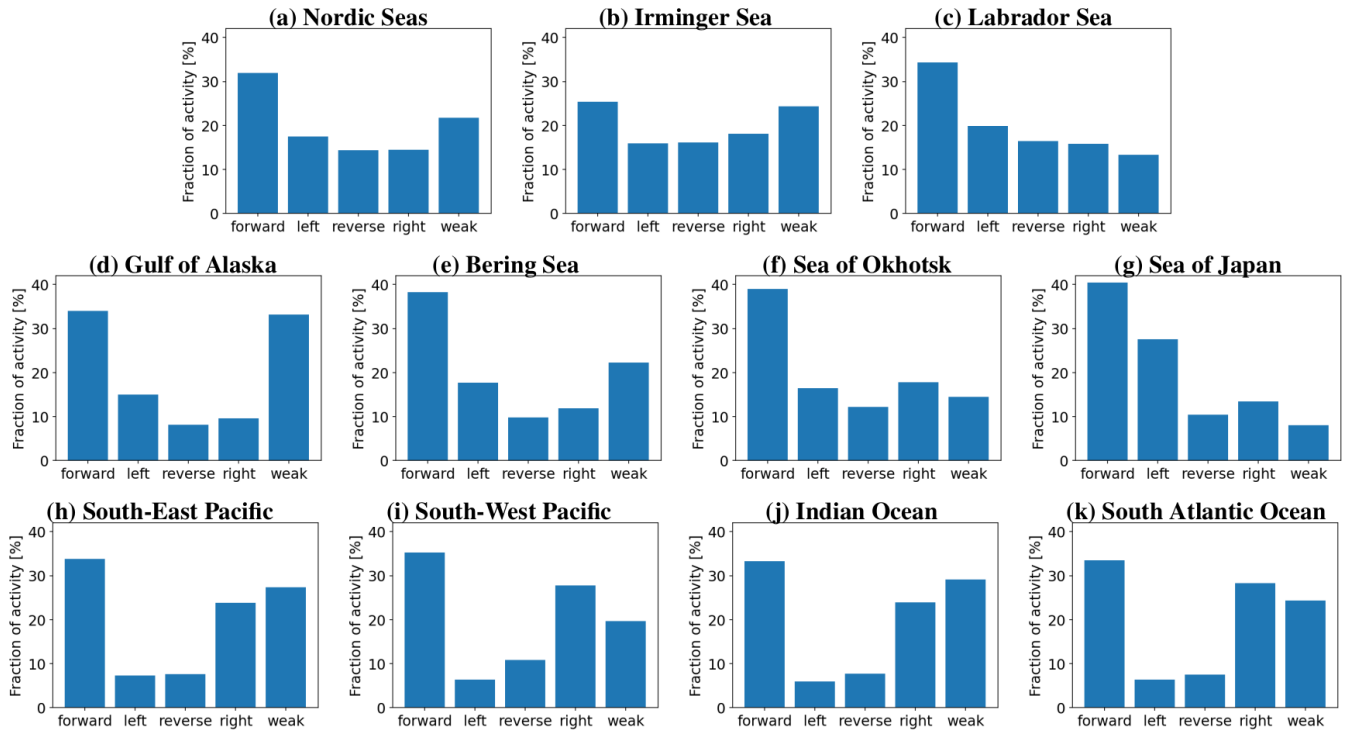 (a) Nordic Seas
Fraction of activity [%]
40
30
20
10
0
forward left reverse right weak
(b) Irminger Sea
Fraction of activity [%]
40
30
20
10
0
forward left reverse right weak
(c) Labrador Sea
Fraction of activity [%]
40
30
20
10
0
forward left reverse right weak
(d) Gulf of Alaska
Fraction of activity [%]
40
30
20
10
0
forward left reverse right weak
(e) Bering Sea
Fraction of activity [%]
40
30
20
10
0
forward left reverse right weak
(f) Sea of Okhotsk
Fraction of activity [%]
40
30
20
10
0
forward left reverse right weak
(g) Sea of Japan
Fraction of activity [%]
40
30
20
10
0
forward left reverse right weak
(h) South-East Pacific
Fraction of activity [%]
40
30
20
10
0
forward left reverse right weak
(i) South-West Pacific
Fraction of activity [%]
40
30
20
10
0
forward left reverse right weak
(j) Indian Ocean
Fraction of activity [%]
40
30
20
10
0
forward left reverse right weak
(k) South Atlantic Ocean
Fraction of activity [%]
40
30
20
10
0
forward left reverse right weak